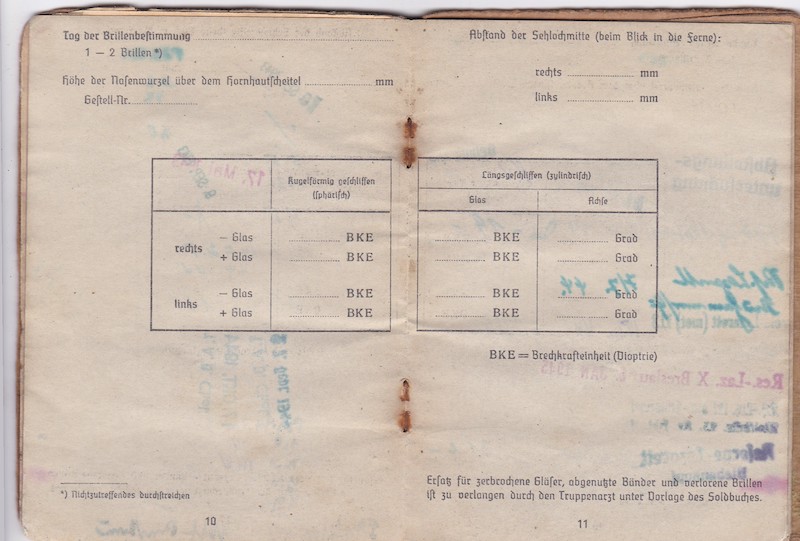 Tag der Brillenbestimmung
1 — 2 Brillen *)
Höhe der Nasenwurzel über dem Hornhautscheitel ............ mm
Gestell-Nr.
Kugelförmig geschliffen
(sphärisch)
rechts
— Glas ............ BKE
+ Glas ............ BKE
links
— Glas ............ BKE
+ Glas ............ BKE
*) Nichtzutreffendes durchstreichen
10
Abstand der Sehlochmitte (beim Blick in die Ferne):
rechts ............ mm
links ............ mm
Längsgeschliffen (zylindrisch)
Glas Achse
............ BKE ............ Grad
............ BKE ............ Grad
............ BKE ............ Grad
............ BKE ............ Grad
BKE = Brechkrafteinheit (Dioptrie)
Res.-Laz. X Breslau JAN 1945
Ersatz für zerbrochene Gläser, abgenutzte Bänder und verlorene Brillen
ist zu verlangen durch den Truppenarzt unter Vorlage des Soldbuches.
11